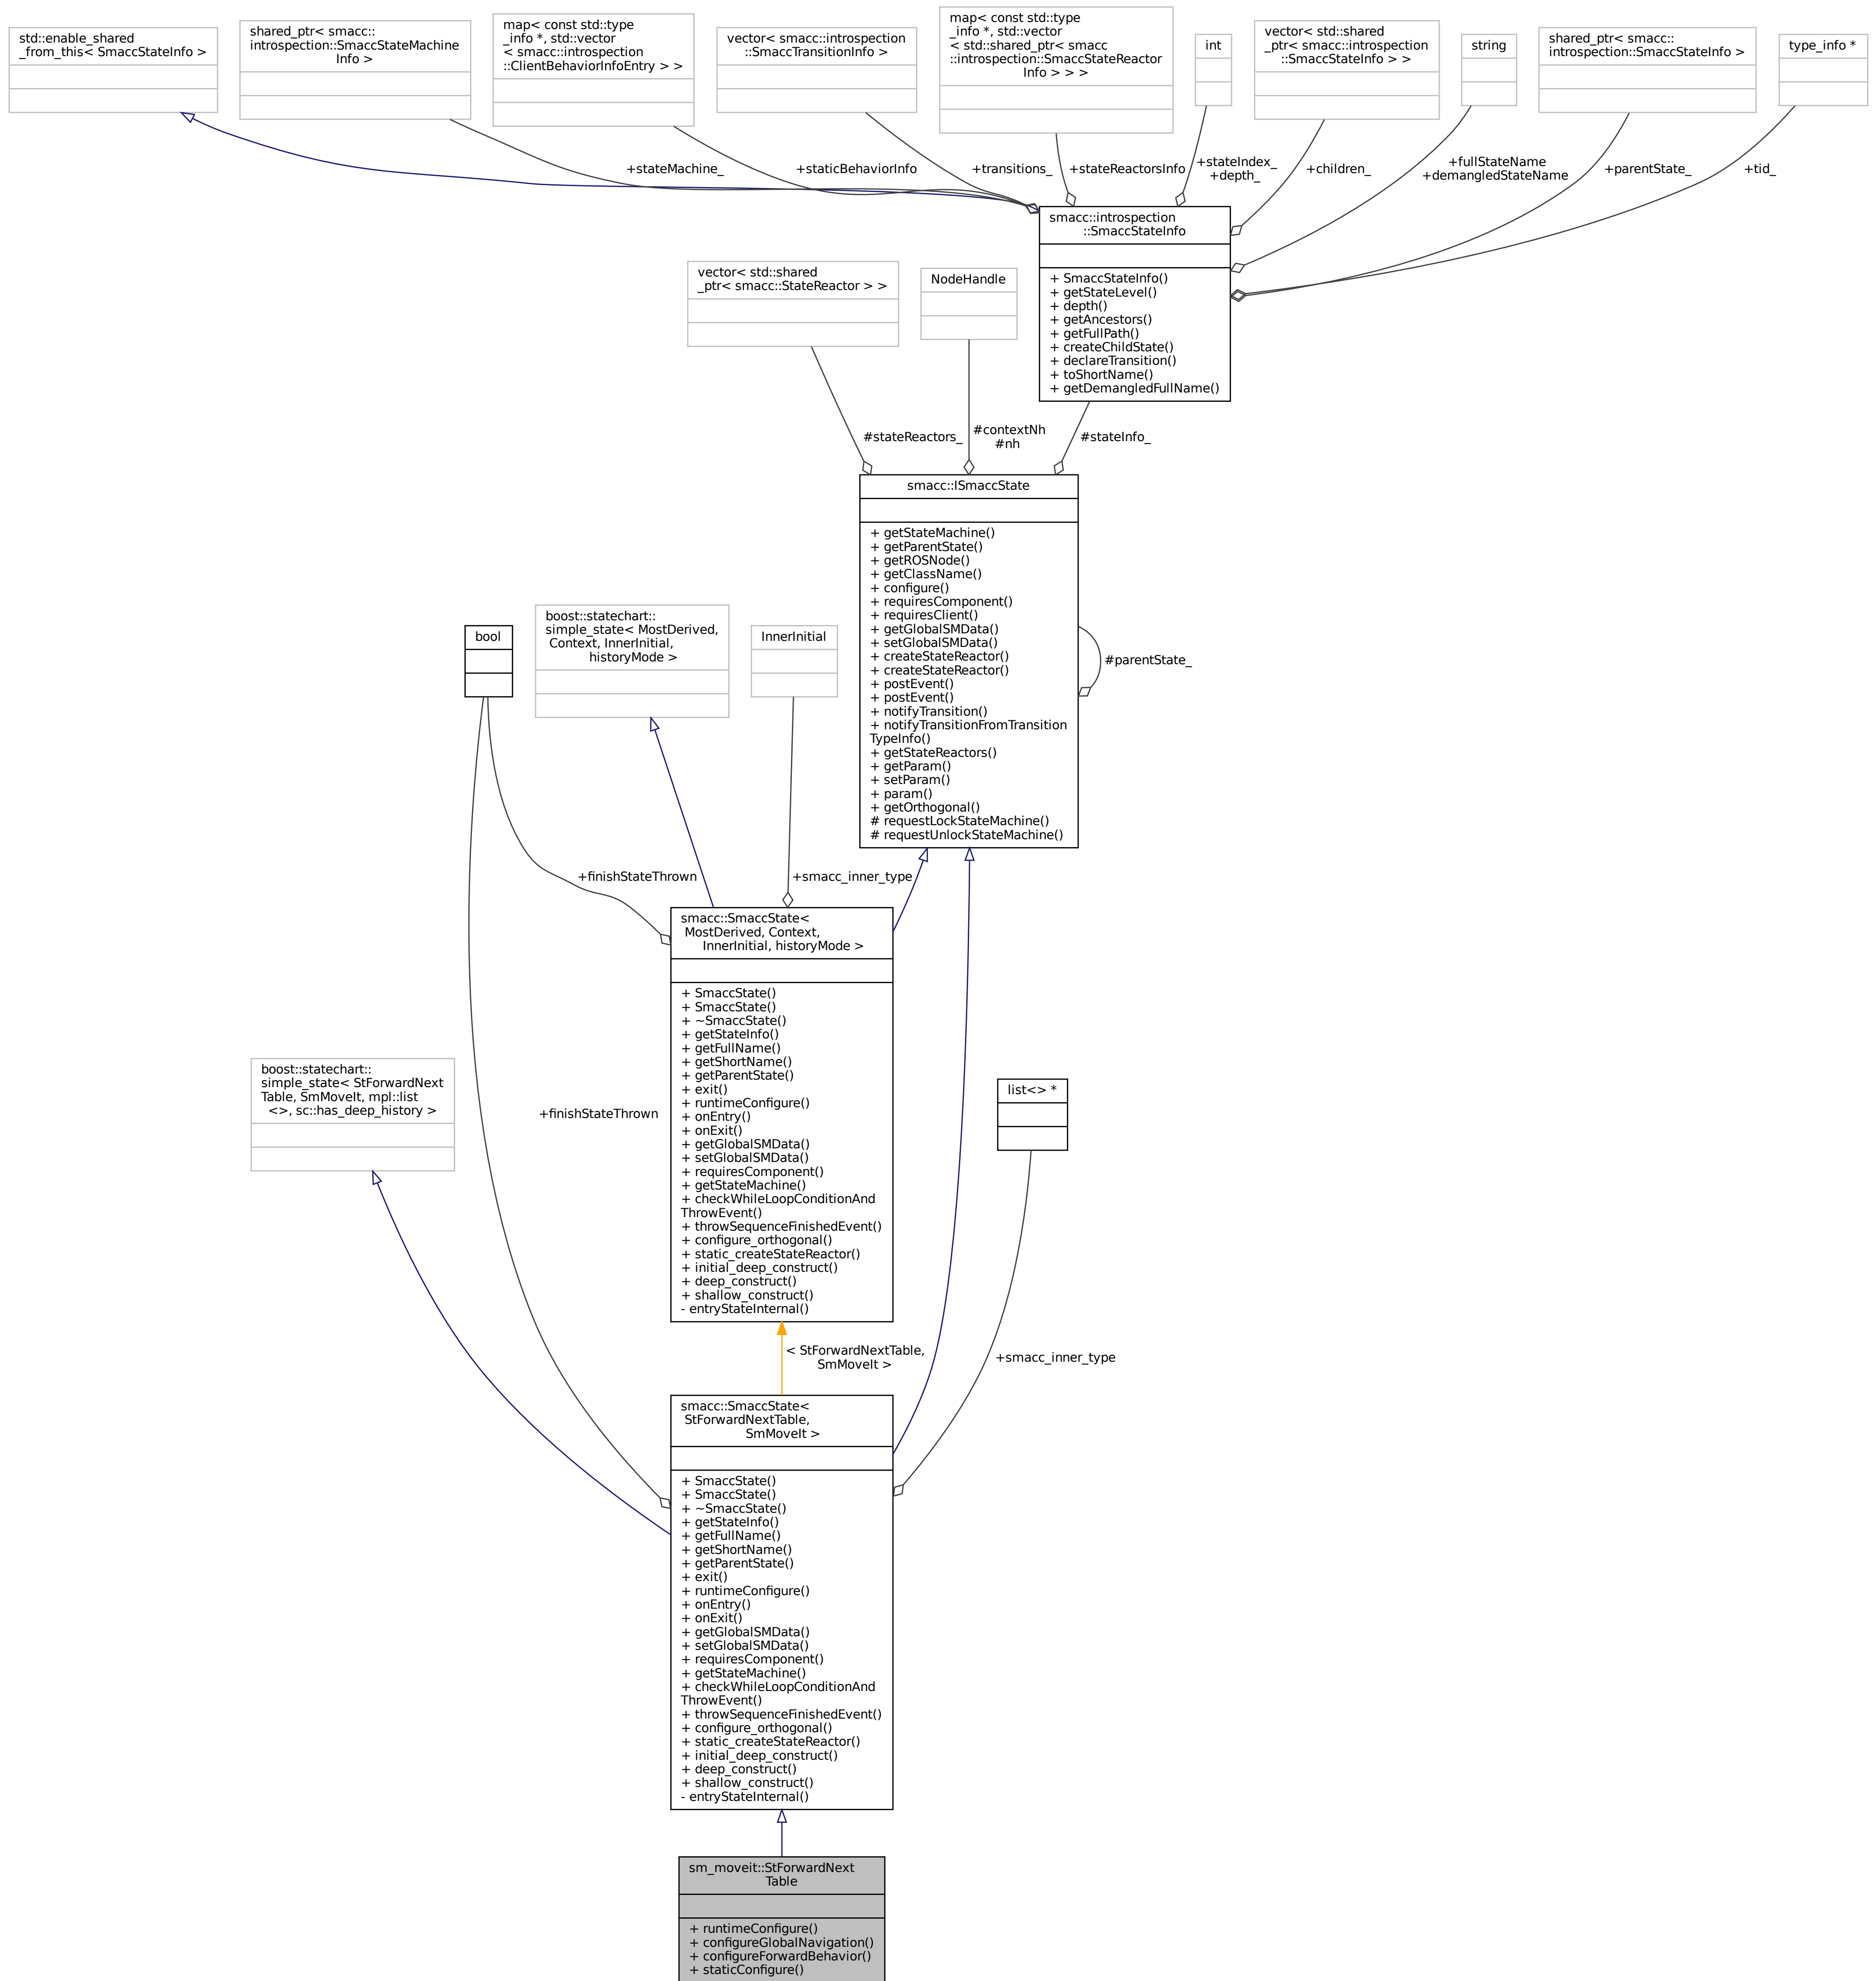 std::enable_shared
_from_this< SmaccStateInfo >
shared_ptr< smacc::
introspection::SmaccStateMachine
Info >
map< const std::type
_info *, std::vector
< smacc::introspection
::ClientBehaviorInfoEntry > >
vector< smacc::introspection
::SmaccTransitionInfo >
map< const std::type
_info *, std::vector
< std::shared_ptr< smacc
::introspection::SmaccStateReactor
Info > > >
int
vector< std::shared
_ptr< smacc::introspection
::SmaccStateInfo > >
string
shared_ptr< smacc::
introspection::SmaccStateInfo >
type_info *
+stateMachine_
+staticBehaviorInfo
+transitions_
+stateReactorsInfo
+stateIndex_
+depth_
+children_
+fullStateName
+demangledStateName
+parentState_
+tid_
smacc::introspection
::SmaccStateInfo
+ SmaccStateInfo()
+ getStateLevel()
+ depth()
+ getAncestors()
+ getFullPath()
+ createChildState()
+ declareTransition()
+ toShortName()
+ getDemangledFullName()
vector< std::shared
_ptr< smacc::StateReactor > >
NodeHandle
#stateReactors_
#contextNh
#nh
#stateInfo_
smacc::ISmaccState
+ getStateMachine()
+ getParentState()
+ getROSNode()
+ getClassName()
+ configure()
+ requiresComponent()
+ requiresClient()
+ getGlobalSMData()
+ setGlobalSMData()
+ createStateReactor()
+ createStateReactor()
+ postEvent()
+ postEvent()
+ notifyTransition()
+ notifyTransitionFromTransition
TypeInfo()
+ getStateReactors()
+ getParam()
+ setParam()
+ param()
+ getOrthogonal()
# requestLockStateMachine()
# requestUnlockStateMachine()
#parentState_
bool
boost::statechart::
simple_state< MostDerived,
Context, InnerInitial,
historyMode >
InnerInitial
+finishStateThrown
+smacc_inner_type
smacc::SmaccState<
MostDerived, Context,
InnerInitial, historyMode >
+ SmaccState()
+ SmaccState()
+ ~SmaccState()
+ getStateInfo()
+ getFullName()
+ getShortName()
+ getParentState()
+ exit()
+ runtimeConfigure()
+ onEntry()
+ onExit()
+ getGlobalSMData()
+ setGlobalSMData()
+ requiresComponent()
+ getStateMachine()
+ checkWhileLoopConditionAnd
ThrowEvent()
+ throwSequenceFinishedEvent()
+ configure_orthogonal()
+ static_createStateReactor()
+ initial_deep_construct()
+ deep_construct()
+ shallow_construct()
- entryStateInternal()
boost::statechart::
simple_state< StForwardNext
Table, SmMoveIt, mpl::list
<>, sc::has_deep_history >
+finishStateThrown
list<> *
< StForwardNextTable,
SmMoveIt >
+smacc_inner_type
smacc::SmaccState<
StForwardNextTable,
SmMoveIt >
+ SmaccState()
+ SmaccState()
+ ~SmaccState()
+ getStateInfo()
+ getFullName()
+ getShortName()
+ getParentState()
+ exit()
+ runtimeConfigure()
+ onEntry()
+ onExit()
+ getGlobalSMData()
+ setGlobalSMData()
+ requiresComponent()
+ getStateMachine()
+ checkWhileLoopConditionAnd
ThrowEvent()
+ throwSequenceFinishedEvent()
+ configure_orthogonal()
+ static_createStateReactor()
+ initial_deep_construct()
+ deep_construct()
+ shallow_construct()
- entryStateInternal()
sm_moveit::StForwardNext
Table
+ runtimeConfigure()
+ configureGlobalNavigation()
+ configureForwardBehavior()
+ staticConfigure()